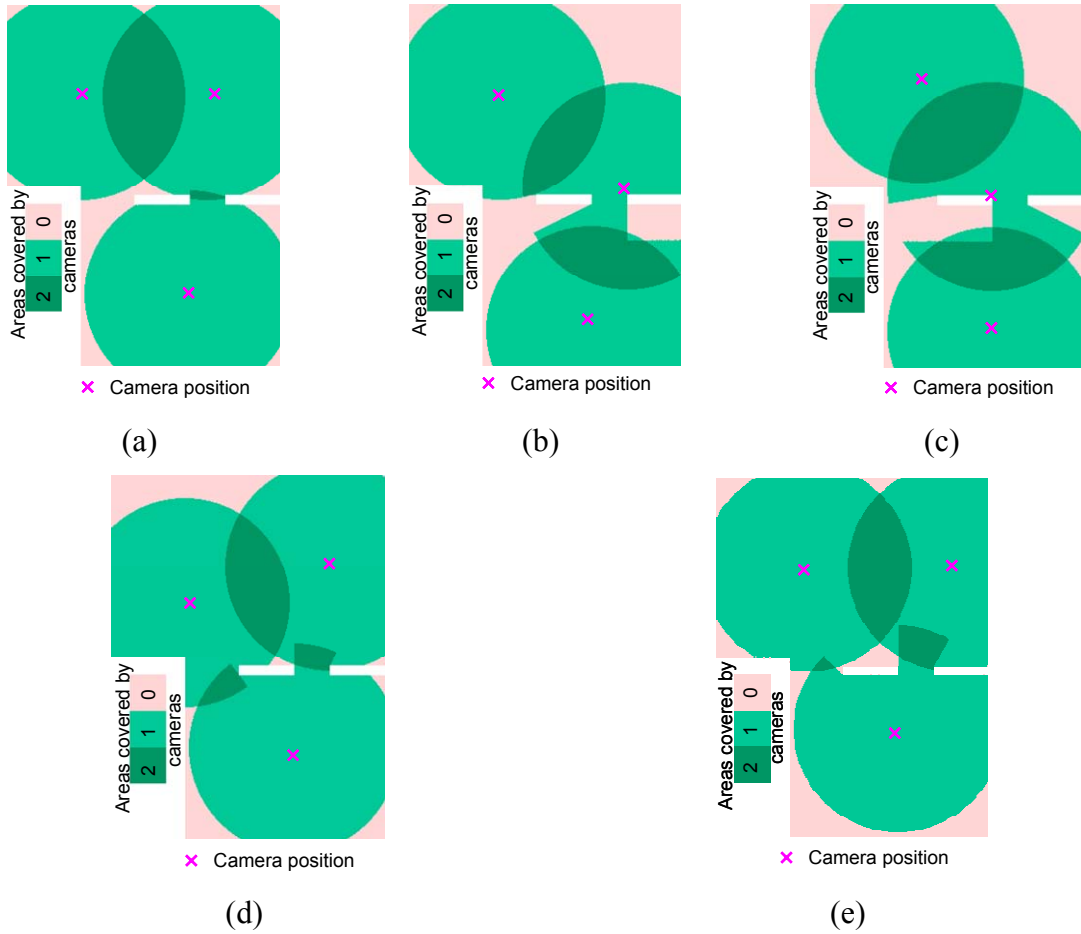 Areas covered by
cameras
0
1
2
Camera position
(a)
Areas covered by
cameras
0
1
2
Camera position
(b)
Areas covered by
cameras
0
1
2
Camera position
(c)
Areas covered by
cameras
0
1
2
Camera position
(d)
Areas covered by
cameras
0
1
2
Camera position
(e)